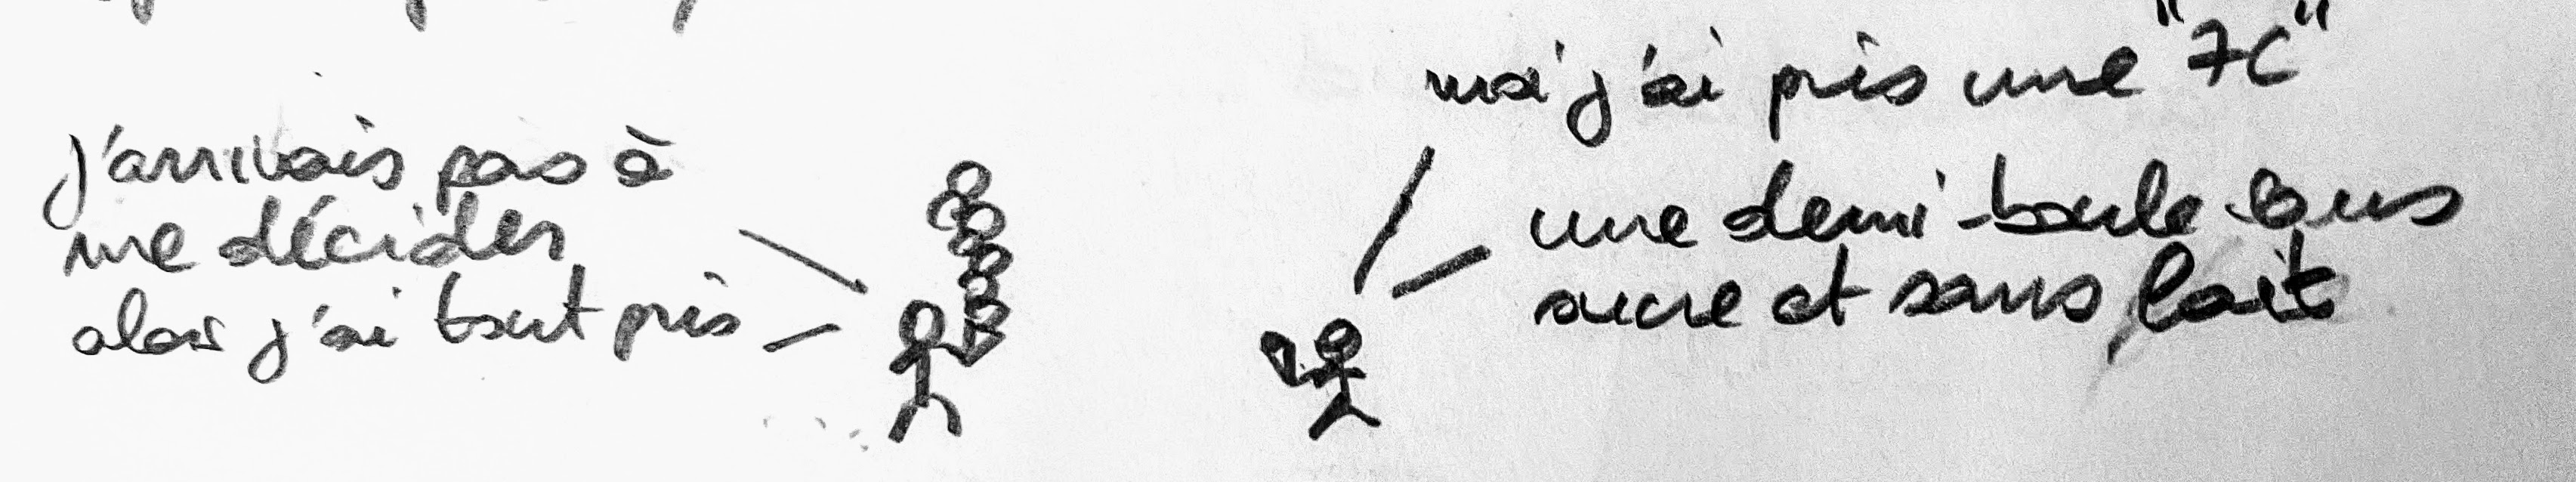 j'arrivais pas à
me décider
alors j'ai tout pris
moi j'ai pris une "7C"
une demi-boule sans
sucre et sans lait